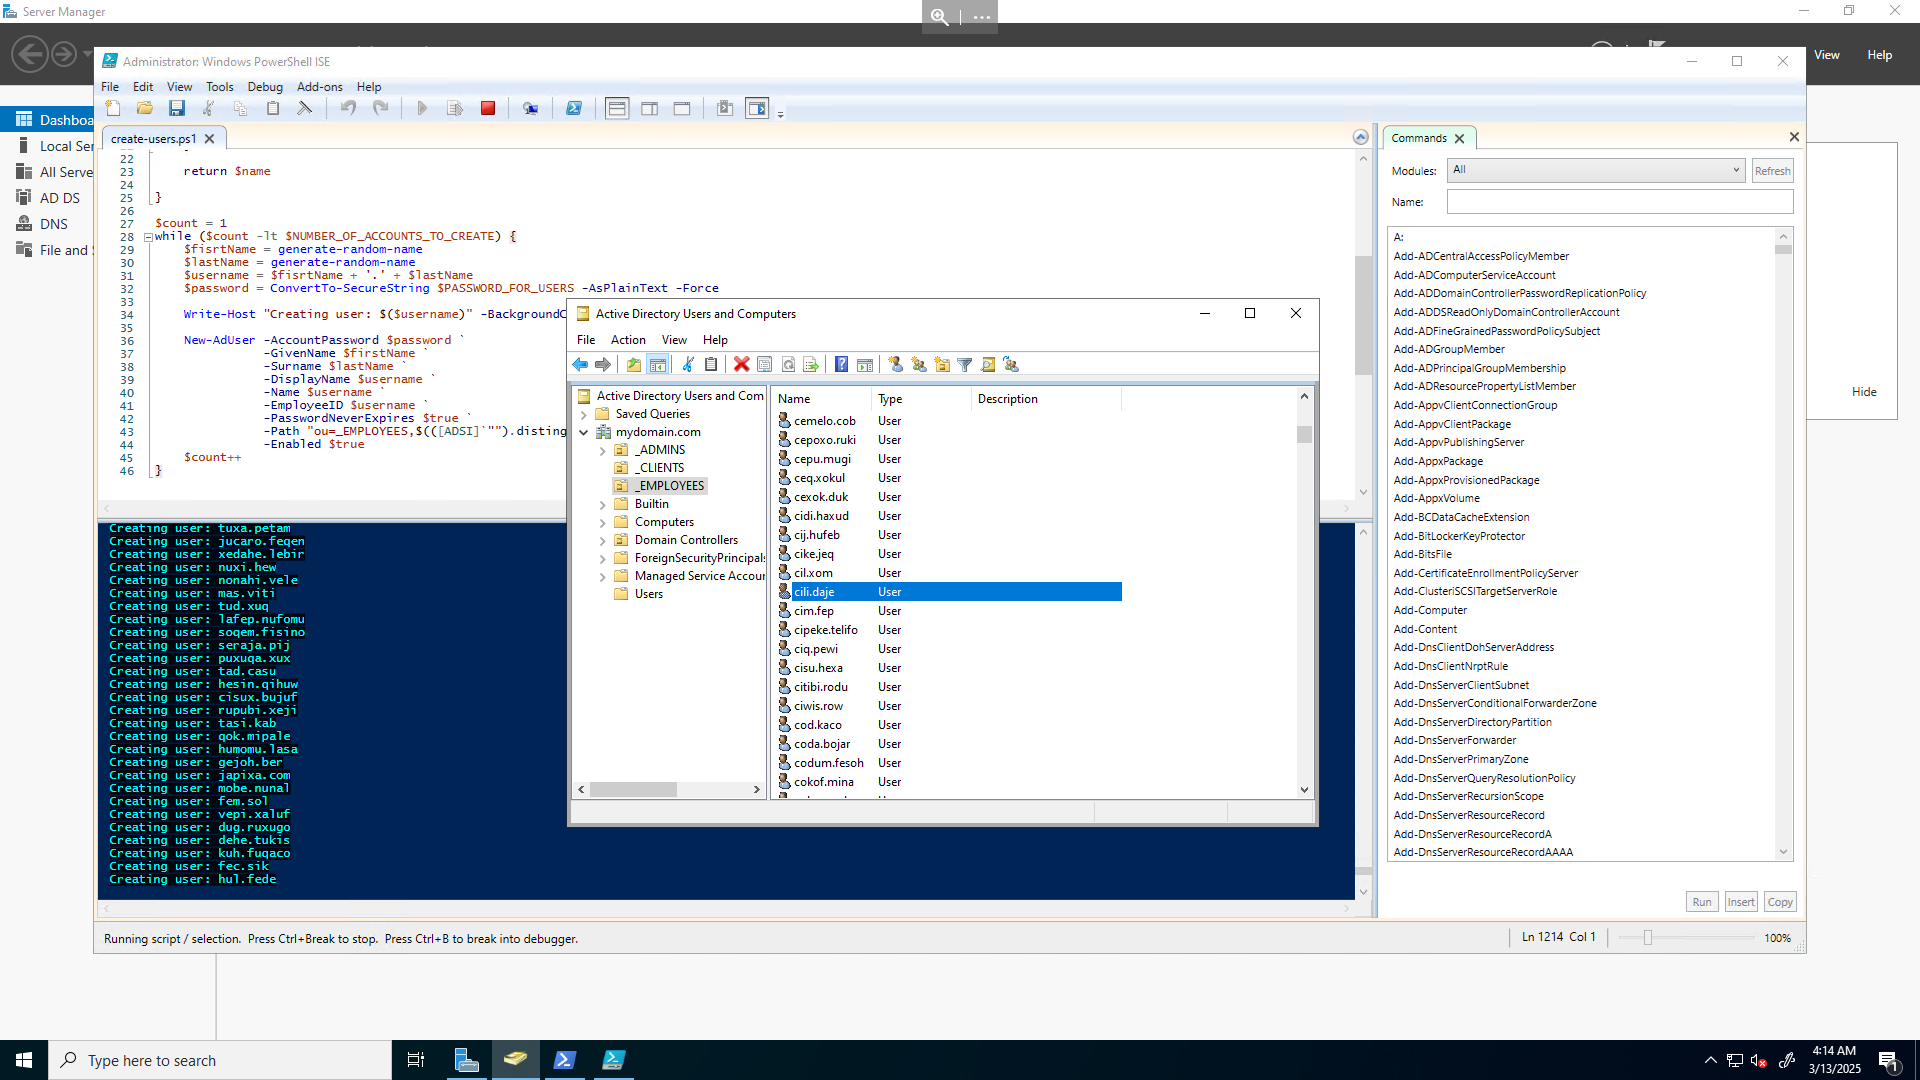 Server Manager
View
Help
Dashboa
Local Ser
All Serve
AD DS
DNS
File and S
Hide
Administrator: Windows PowerShell ISE
File Edit View Tools Debug Add-ons Help
create-users.ps1
22
23 return $name
24
25 }
26
27 $count = 1
28 while ($count -lt $NUMBER_OF_ACCOUNTS_TO_CREATE) {
29 $fisrtName = generate-random-name
30 $lastName = generate-random-name
31 $username = $fisrtName + '.' + $lastName
32 $password = ConvertTo-SecureString $PASSWORD_FOR_USERS -AsPlainText -Force
33
34 Write-Host "Creating user: $($username)" -BackgroundC
35
36 New-AdUser -AccountPassword $password `
37 -GivenName $firstName `
38 -Surname $lastName `
39 -DisplayName $username `
40 -Name $username `
41 -EmployeeID $username `
42 -PasswordNeverExpires $true `
43 -Path "ou=_EMPLOYEES,$(([ADSI]`"").disting
44 -Enabled $true
45 $count++
46 }
Creating user: tuxa.petam
Creating user: jucaro.feqen
Creating user: xedahe.lebir
Creating user: nuxi.hew
Creating user: nonahi.vele
Creating user: mas.viti
Creating user: tud.xuq
Creating user: lafep.nufomu
Creating user: soqem.fisino
Creating user: seraja.pij
Creating user: puxuqa.xux
Creating user: tad.casu
Creating user: hesin.qihuw
Creating user: cisux.bujuf
Creating user: rupubi.xeji
Creating user: tasi.kab
Creating user: qok.mipale
Creating user: humomu.lasa
Creating user: gejoh.ber
Creating user: japixa.com
Creating user: mobe.nunal
Creating user: fem.sol
Creating user: vepi.xaluf
Creating user: dug.ruxugo
Creating user: dehe.tukis
Creating user: kuh.fuqaco
Creating user: fec.sik
Creating user: hul.fede
Running script / selection. Press Ctrl+Break to stop. Press Ctrl+B to break into debugger.
Ln 1214 Col 1
100%
Active Directory Users and Computers
File Action View Help
Active Directory Users and Com
Saved Queries
mydomain.com
_ADMINS
_CLIENTS
_EMPLOYEES
Builtin
Computers
Domain Controllers
ForeignSecurityPrincipals
Managed Service Accour
Users
Name Type Description
cemelo.cob User
cepoxo.ruki User
cepu.mugi User
ceq.xokul User
cexok.duk User
cidi.haxud User
cij.hufeb User
cike.jeq User
cil.xom User
cili.daje User
cim.fep User
cipeke.telifo User
ciq.pewi User
cisu.hexa User
citibi.rodu User
ciwis.row User
cod.kaco User
coda.bojar User
codum.fesoh User
cokof.mina User
Commands
Modules: All Refresh
Name:
A:
Add-ADCentralAccessPolicyMember
Add-ADComputerServiceAccount
Add-ADDomainControllerPasswordReplicationPolicy
Add-ADDSReadOnlyDomainControllerAccount
Add-ADFineGrainedPasswordPolicySubject
Add-ADGroupMember
Add-ADPrincipalGroupMembership
Add-ADResourcePropertyListMember
Add-AppvClientConnectionGroup
Add-AppvClientPackage
Add-AppvPublishingServer
Add-AppxPackage
Add-AppxProvisionedPackage
Add-AppxVolume
Add-BCDataCacheExtension
Add-BitLockerKeyProtector
Add-BitsFile
Add-CertificateEnrollmentPolicyServer
Add-ClusteriSCSITargetServerRole
Add-Computer
Add-Content
Add-DnsClientDohServerAddress
Add-DnsClientNrptRule
Add-DnsServerClientSubnet
Add-DnsServerConditionalForwarderZone
Add-DnsServerDirectoryPartition
Add-DnsServerForwarder
Add-DnsServerPrimaryZone
Add-DnsServerQueryResolutionPolicy
Add-DnsServerRecursionScope
Add-DnsServerResourceRecord
Add-DnsServerResourceRecordA
Add-DnsServerResourceRecordAAAA
Run Insert Copy
Type here to search
4:14 AM
3/13/2025
1